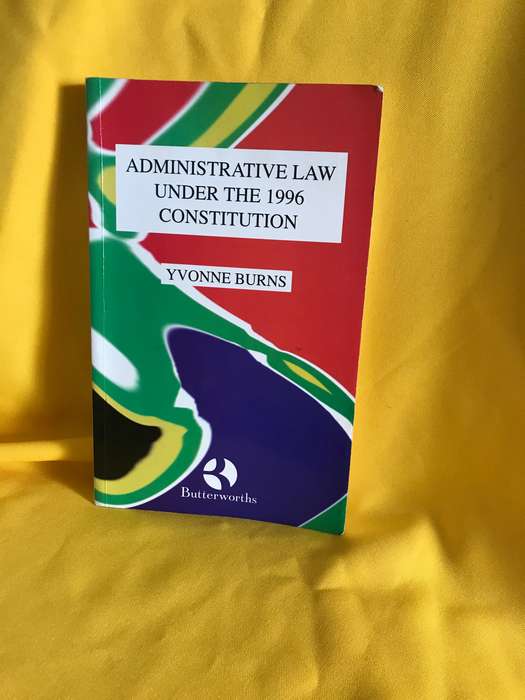 ADMINISTRATIVE LAW
UNDER THE 1996
CONSTITUTION
YVONNE BURNS
Butterworths